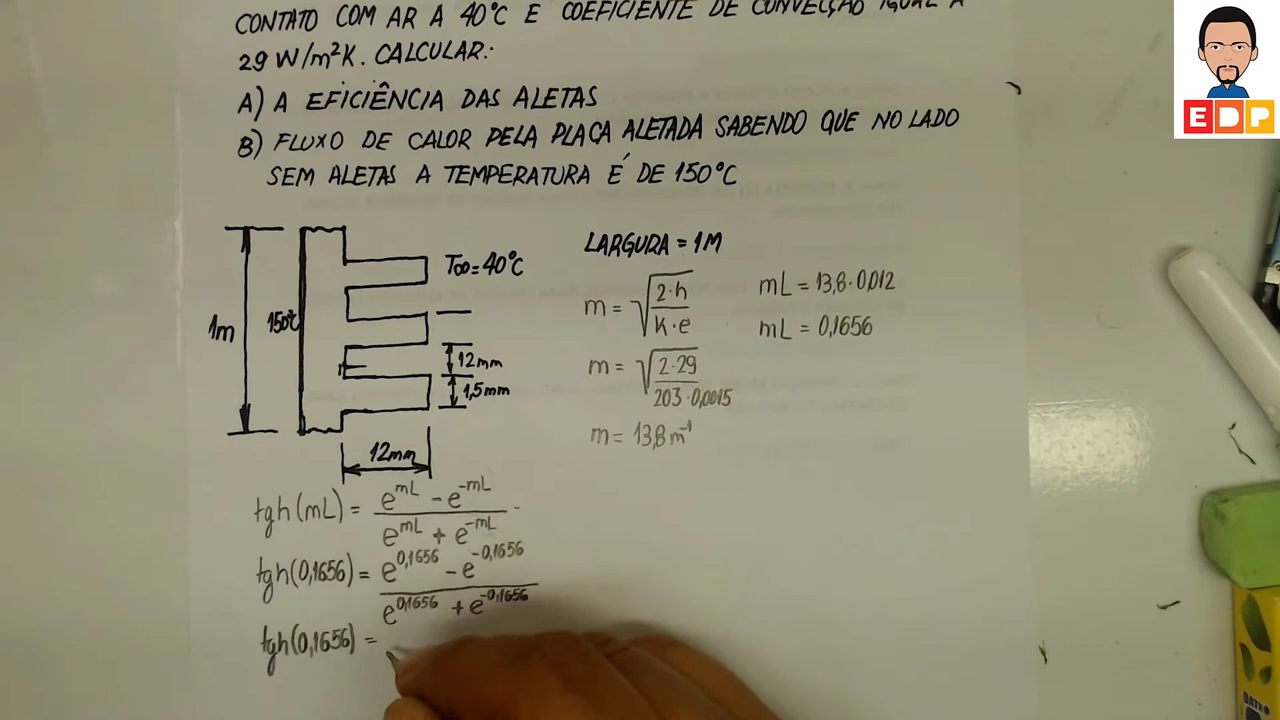 CONTATO COM AR A 40°C E COEFICIENTE DE CONVECÇÃO IGUAL A
29 W/m²K. CALCULAR:
A) A EFICIÊNCIA DAS ALETAS
B) FLUXO DE CALOR PELA PLACA ALETADA SABENDO QUE NO LADO
SEM ALETAS A TEMPERATURA É DE 150°C
1m
150°C
T∞=40°C
12mm
1,5mm
12mm
LARGURA = 1M
m = √(2·h / K·e)
m = √(2·29 / 203·0,0015)
m = 13,8 m⁻¹
mL = 13,8·0,012
mL = 0,1656
tgh(mL) = (e^mL - e^-mL) / (e^mL + e^-mL)
tgh(0,1656) = (e^0,1656 - e^-0,1656) / (e^0,1656 + e^-0,1656)
tgh(0,1656) =
EDP